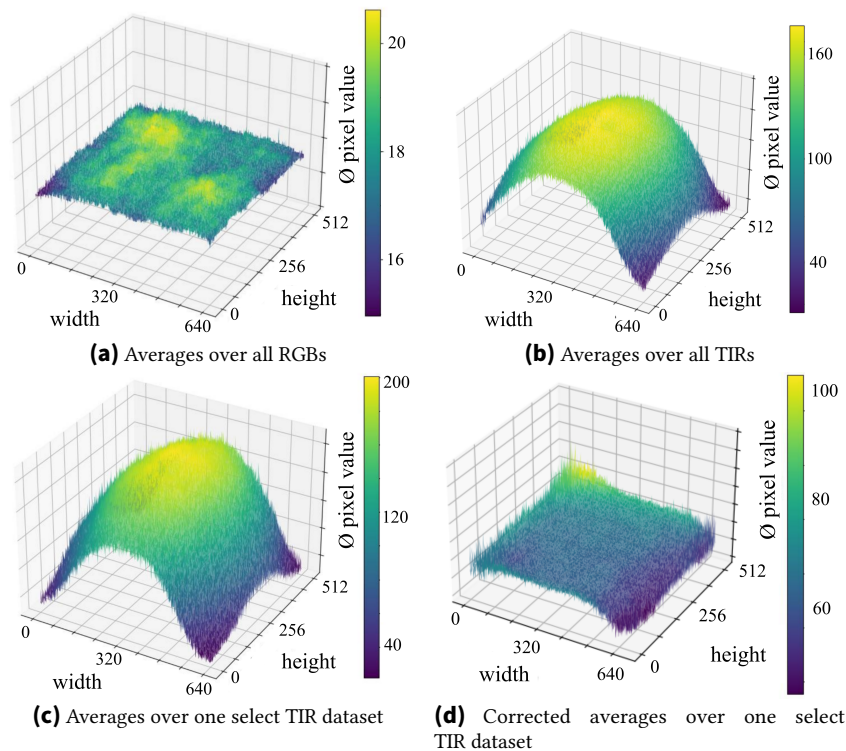 20
18
16
Ø pixel value
0
320
640
width
0
256
512
height
(a) Averages over all RGBs
160
100
40
Ø pixel value
0
320
640
width
0
256
512
height
(b) Averages over all TIRs
200
120
40
Ø pixel value
0
320
640
width
0
256
512
height
(c) Averages over one select TIR dataset
100
80
60
Ø pixel value
0
320
640
width
0
256
512
height
(d) Corrected averages over one select
TIR dataset